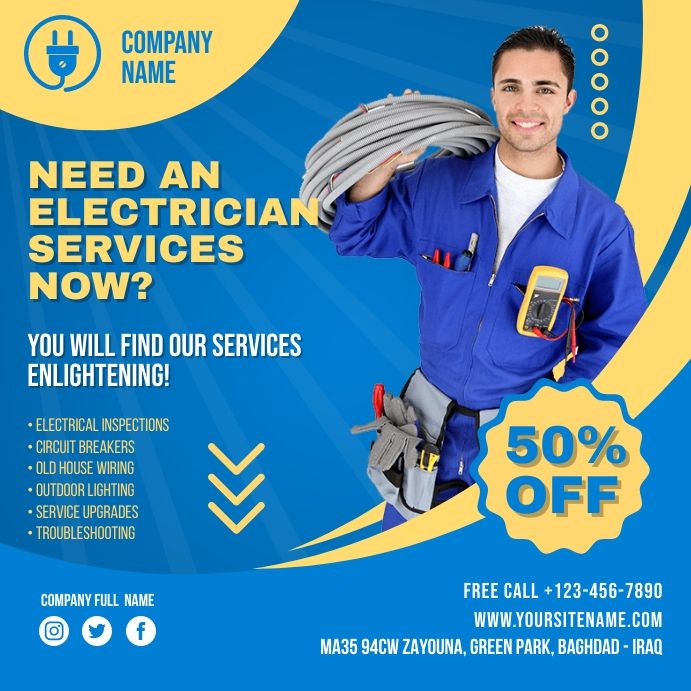 COMPANY
NAME
NEED AN
ELECTRICIAN
SERVICES
NOW?
YOU WILL FIND OUR SERVICES
ENLIGHTENING!
• ELECTRICAL INSPECTIONS
• CIRCUIT BREAKERS
• OLD HOUSE WIRING
• OUTDOOR LIGHTING
• SERVICE UPGRADES
• TROUBLESHOOTING
50%
OFF
COMPANY FULL NAME
FREE CALL +123-456-7890
WWW.YOURSITENAME.COM
MA35 94CW ZAYOUNA, GREEN PARK, BAGHDAD - IRAQ